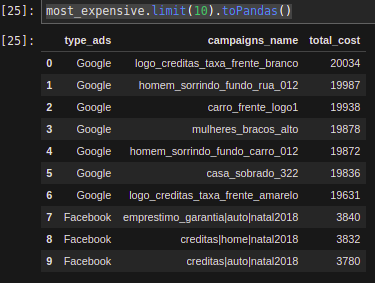 [25]: most_expensive.limit(10).toPandas()
[25]: type_ads campaigns_name total_cost
0 Google logo_creditas_taxa_frente_branco 20034
1 Google homem_sorrindo_fundo_rua_012 19987
2 Google carro_frente_logo1 19938
3 Google mulheres_bracos_alto 19878
4 Google homem_sorrindo_fundo_carro_012 19872
5 Google casa_sobrado_322 19836
6 Google logo_creditas_taxa_frente_amarelo 19631
7 Facebook emprestimo_garantia|auto|natal2018 3840
8 Facebook creditas|home|natal2018 3832
9 Facebook creditas|auto|natal2018 3780